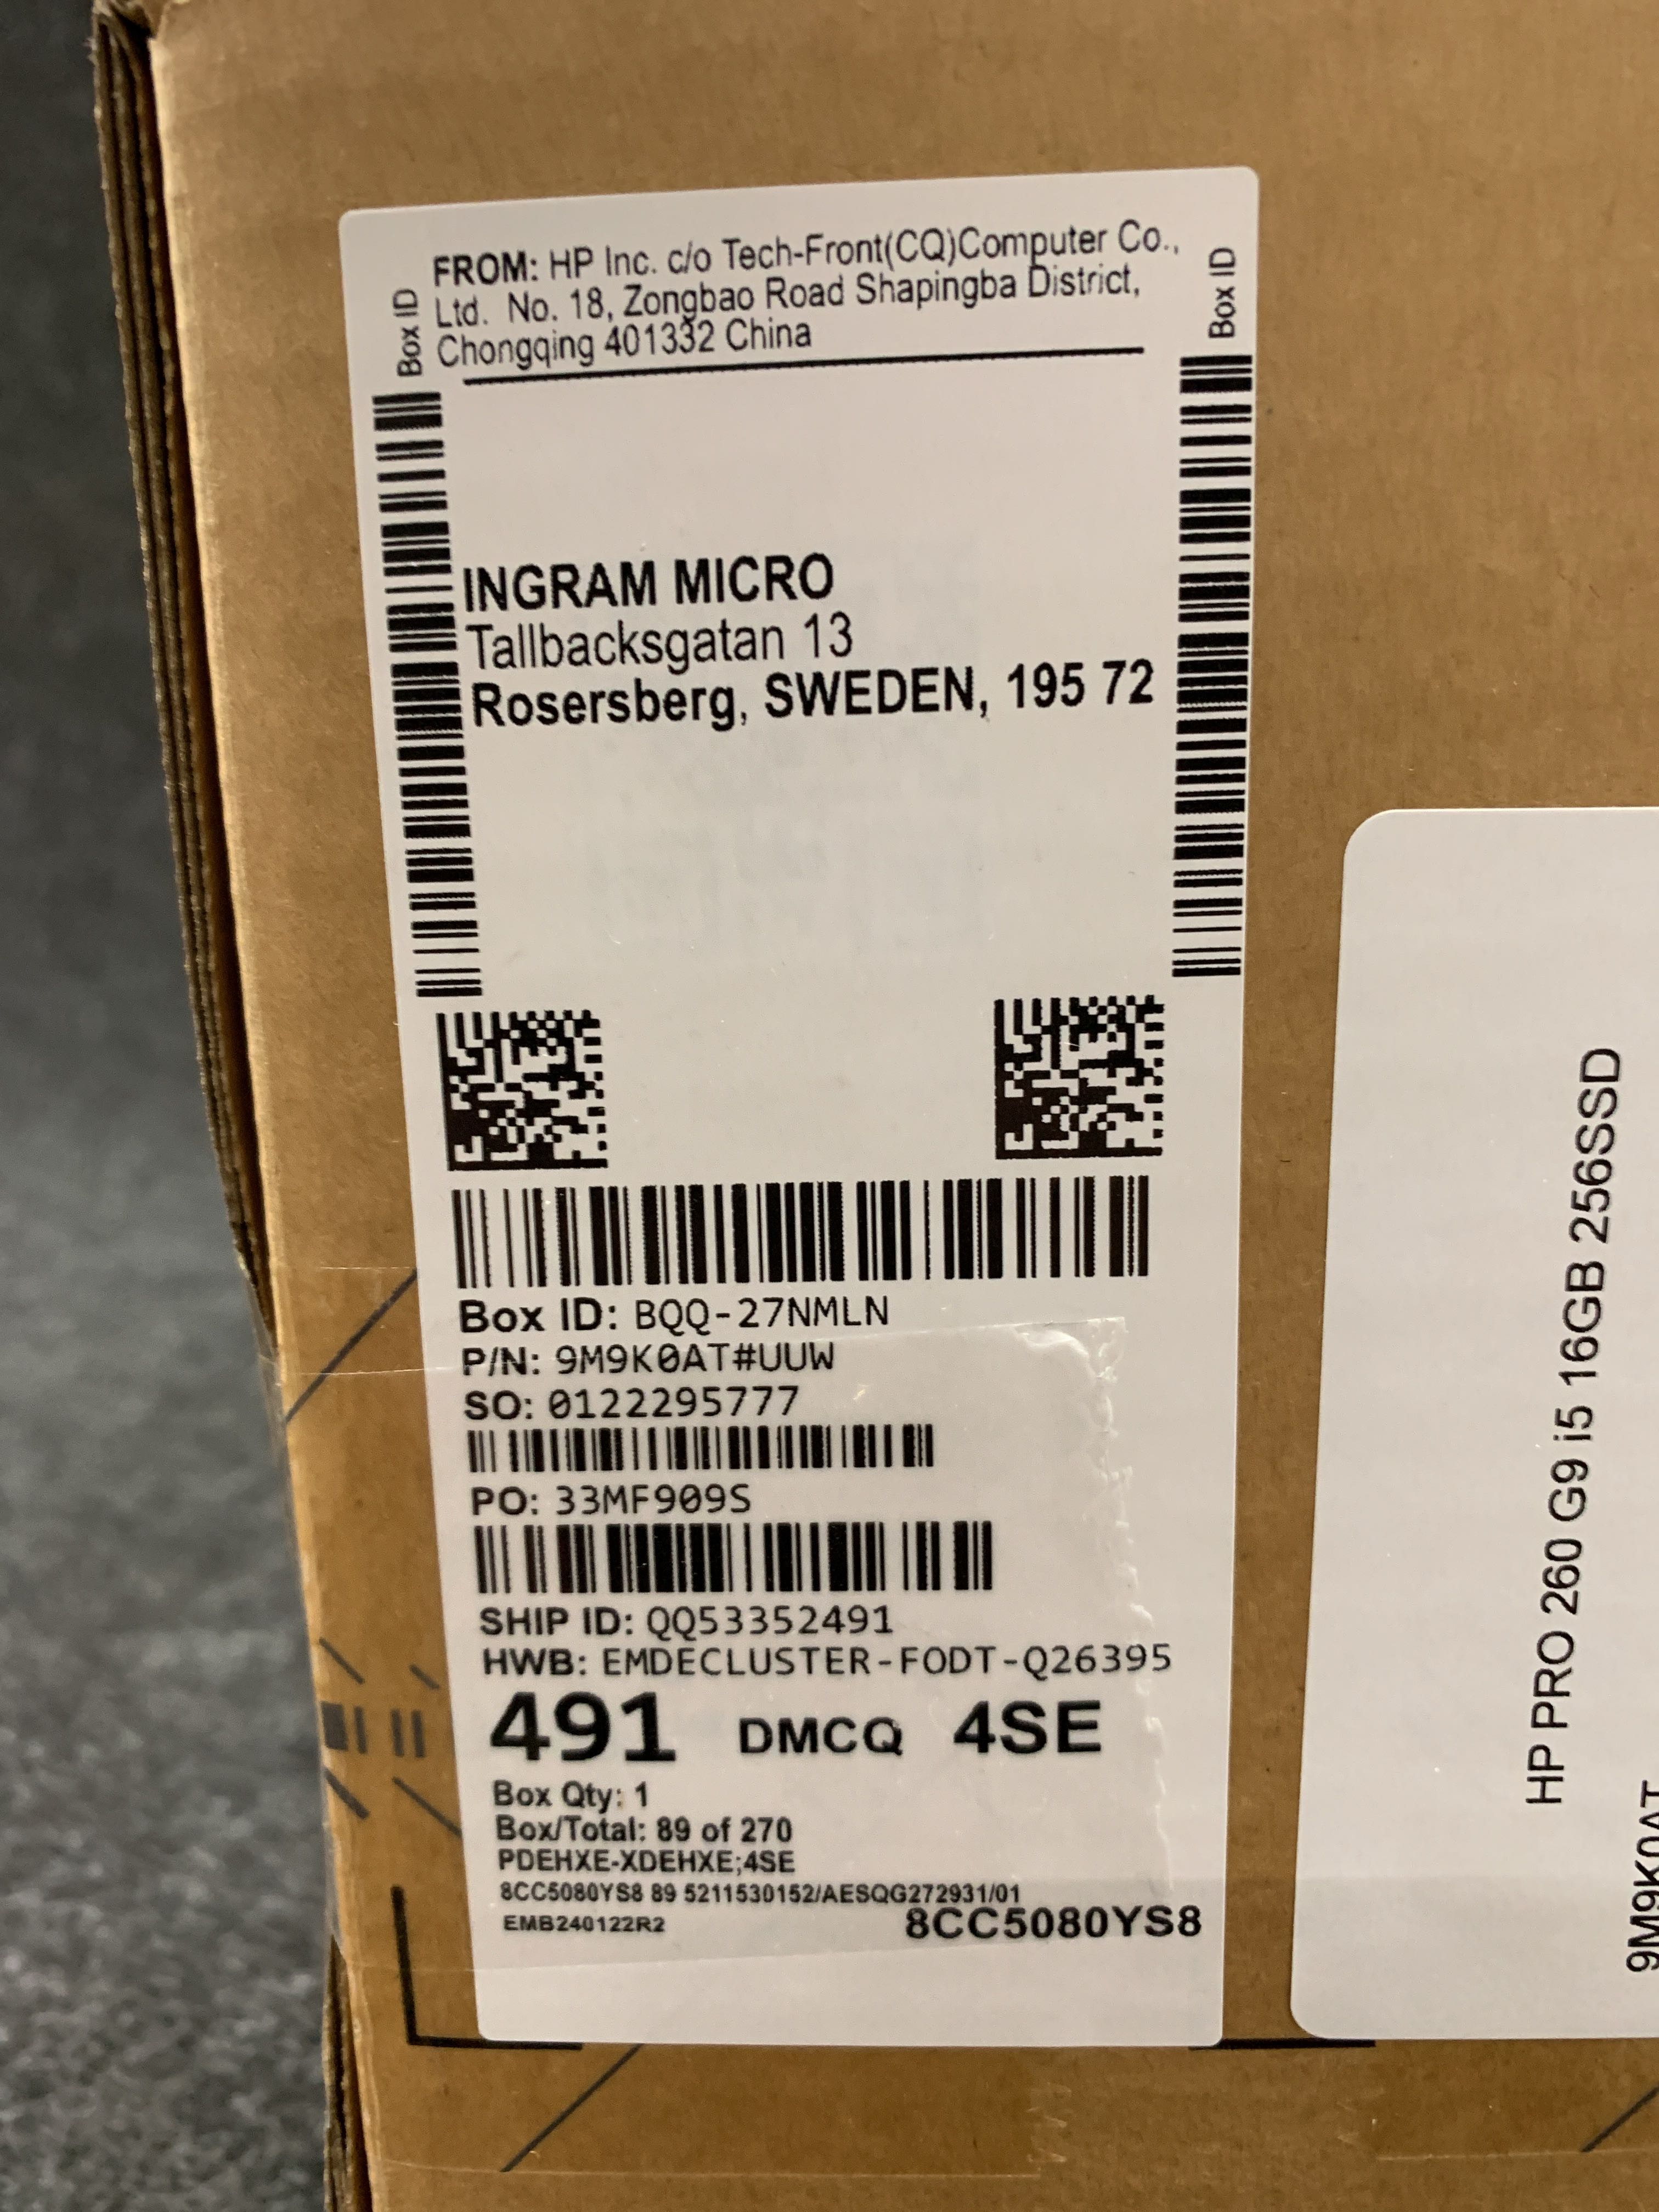 FROM: HP Inc. c/o Tech-Front(CQ)Computer Co.,
Ltd. No. 18, Zongbao Road Shapingba District,
Chongqing 401332 China
Box ID
Box ID
INGRAM MICRO
Tallbacksgatan 13
Rosersberg, SWEDEN, 195 72
Box ID: BQQ-27NMLN
P/N: 9M9K0AT#UUW
SO: 0122295777
PO: 33MF909S
SHIP ID: QQ53352491
HWB: EMDECLUSTER-FODT-Q26395
491 DMCQ 4SE
Box Qty: 1
Box/Total: 89 of 270
PDEHXE-XDEHXE;4SE
8CC5080YS8 89 5211530152/AESQG272931/01
EMB240122R2 8CC5080YS8
HP PRO 260 G9 i5 16GB 256SSD
9M9K0AT